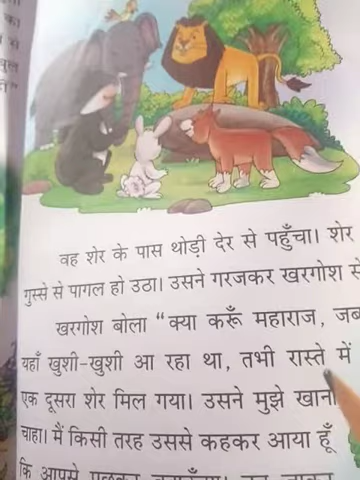 वह शेर के पास थोड़ी देर से पहुँचा। शेर
गुस्से से पागल हो उठा। उसने गरजकर खरगोश से
खरगोश बोला “क्या करूँ महाराज, जब
यहाँ खुशी-खुशी आ रहा था, तभी रास्ते में
एक दूसरा शेर मिल गया। उसने मुझे खाना
चाहा। मैं किसी तरह उससे कहकर आया हूँ
कि आपसे